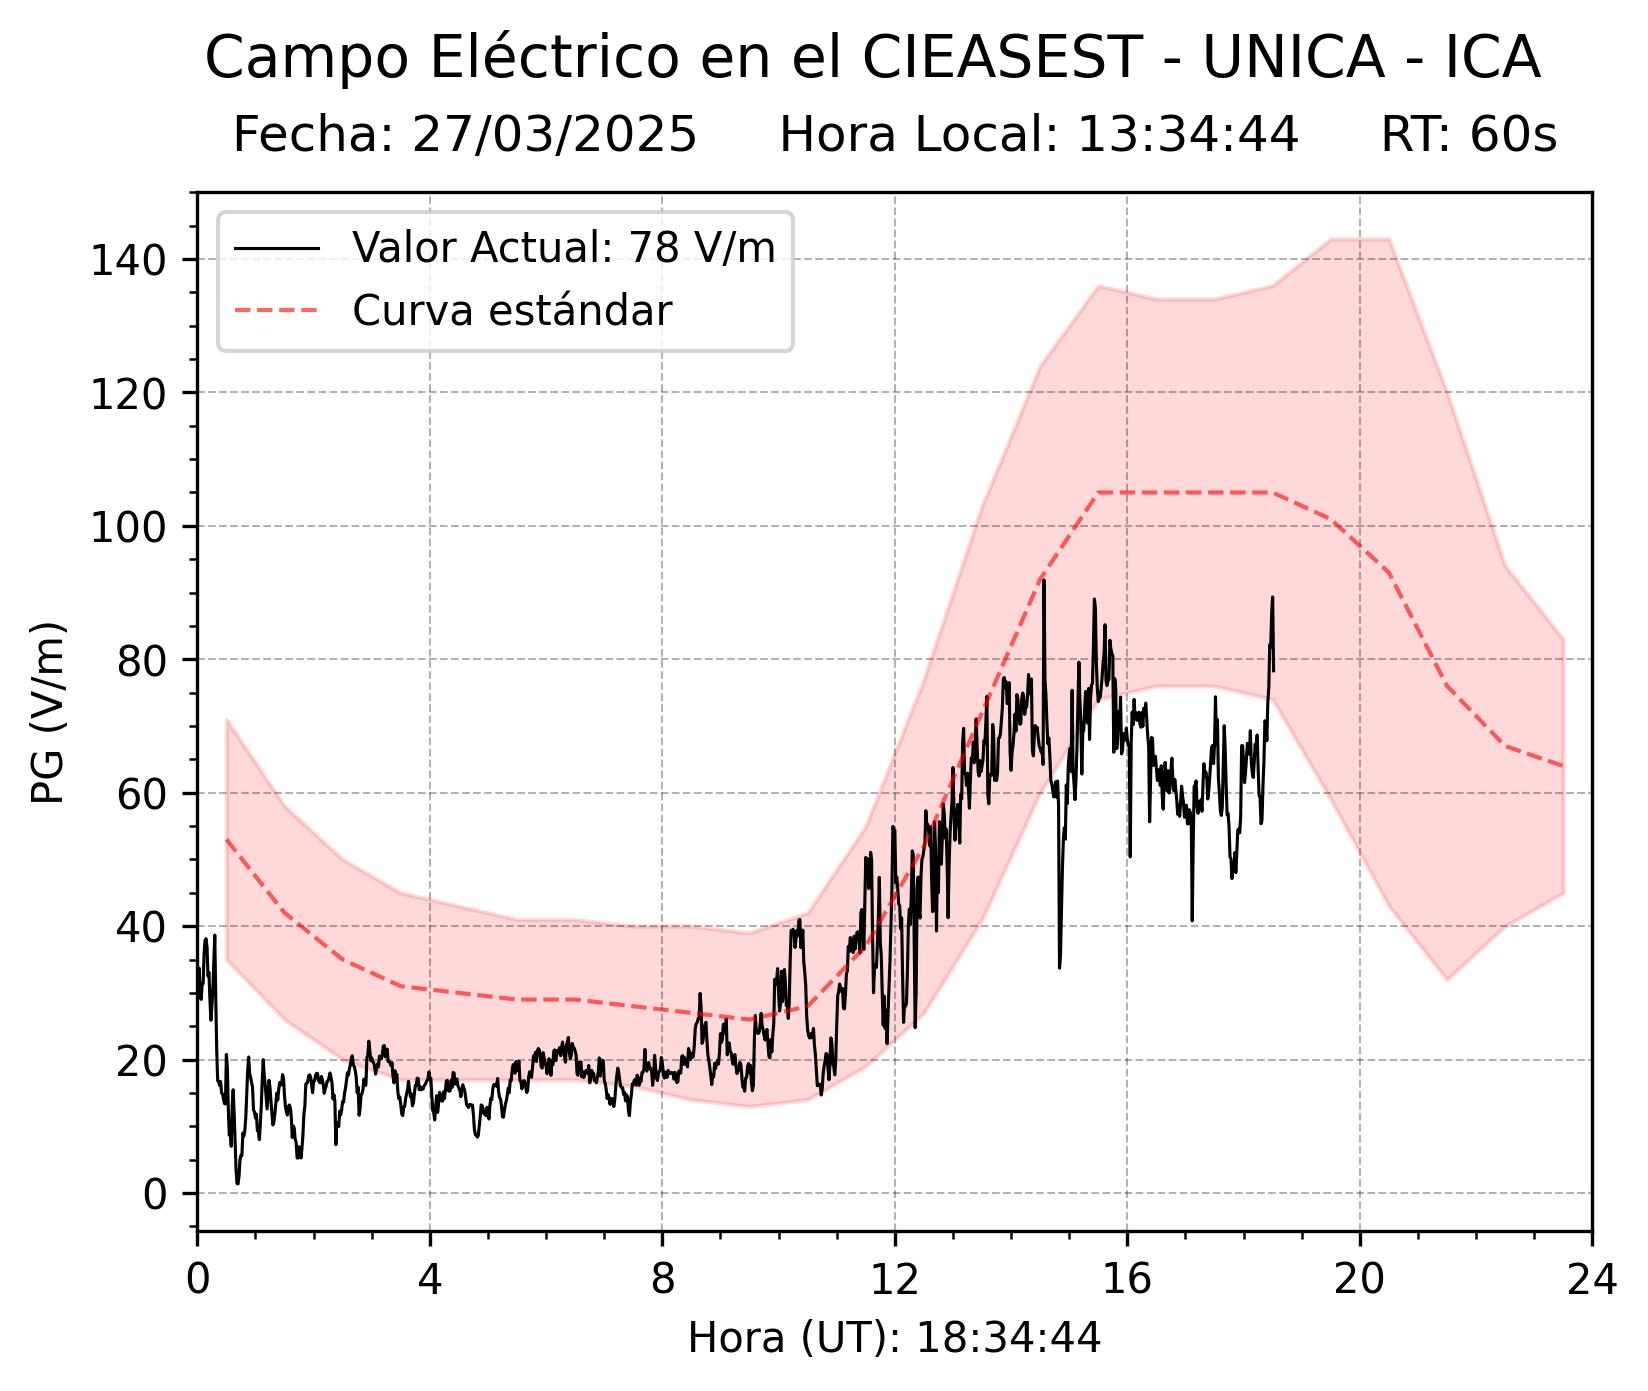 Campo Eléctrico en el CIEASEST - UNICA - ICA
Fecha: 27/03/2025 Hora Local: 13:34:44 RT: 60s
Valor Actual: 78 V/m
Curva estándar
PG (V/m)
140
120
100
80
60
40
20
0
0 4 8 12 16 20 24
Hora (UT): 18:34:44